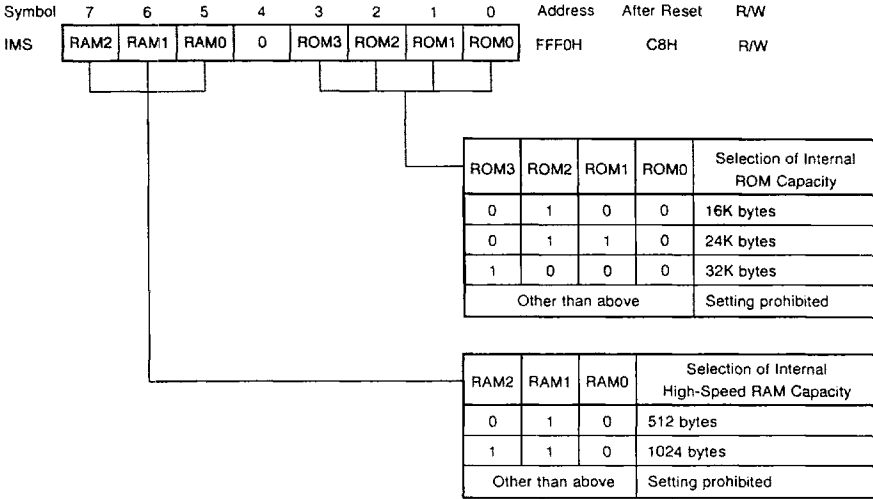 Symbol 7 6 5 4 3 2 1 0 Address After Reset R/W
IMS RAM2 RAM1 RAM0 0 ROM3 ROM2 ROM1 ROM0 FFF0H C8H R/W
ROM3 ROM2 ROM1 ROM0 Selection of Internal
ROM Capacity
0 1 0 0 16K bytes
0 1 1 0 24K bytes
1 0 0 0 32K bytes
Other than above Setting prohibited
RAM2 RAM1 RAM0 Selection of Internal
High-Speed RAM Capacity
0 1 0 512 bytes
1 1 0 1024 bytes
Other than above Setting prohibited